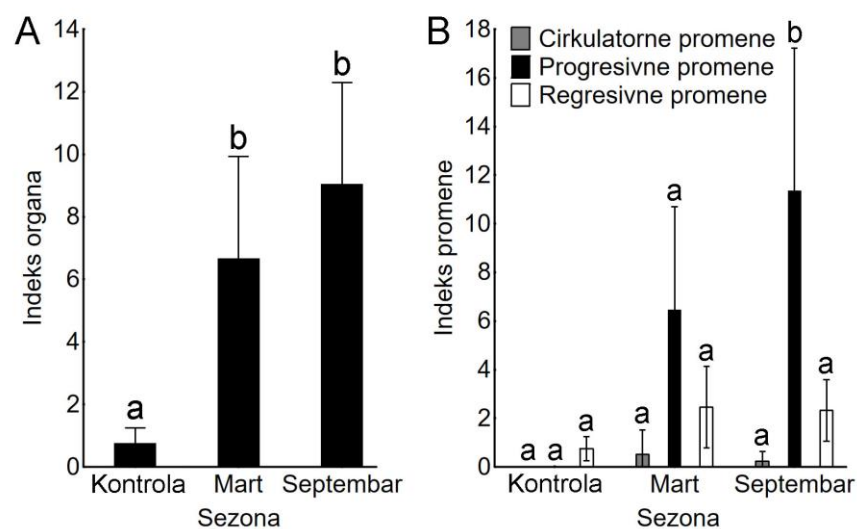 A
14
12
10
8
6
4
2
0
Indeks organa
a
b
b
Kontrola
Mart
Septembar
Sezona
B
18
16
14
12
10
8
6
4
2
0
Indeks promene
Cirkulatorne promene
Progresivne promene
Regresivne promene
a
a
a
a
a
a
a
b
a
Kontrola
Mart
Septembar
Sezona